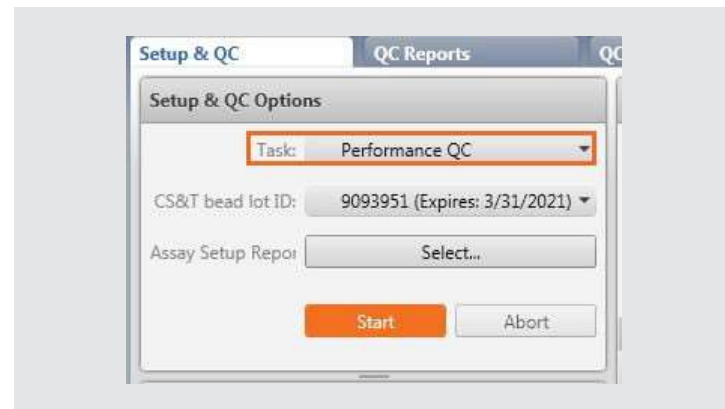 Setup & QC QC Reports QC
Setup & QC Options
Task: Performance QC
CS&T bead lot ID: 9093951 (Expires: 3/31/2021)
Assay Setup Repor Select...
Start Abort